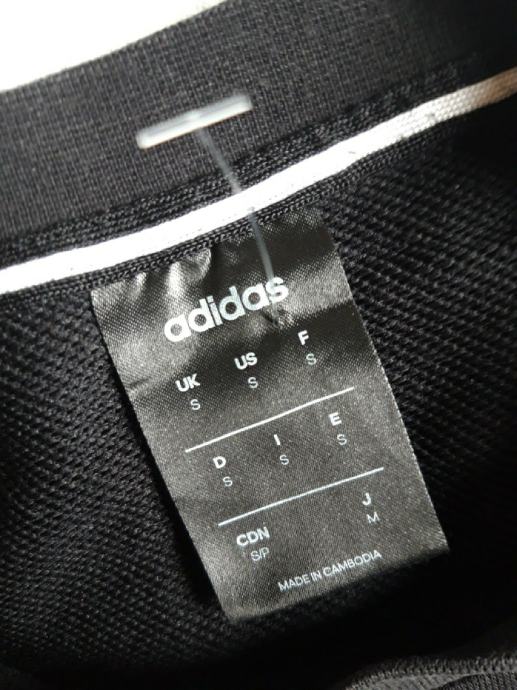 adidas
UK US F
S S S
D I E
S S S
CDN J
S/P M
MADE IN CAMBODIA